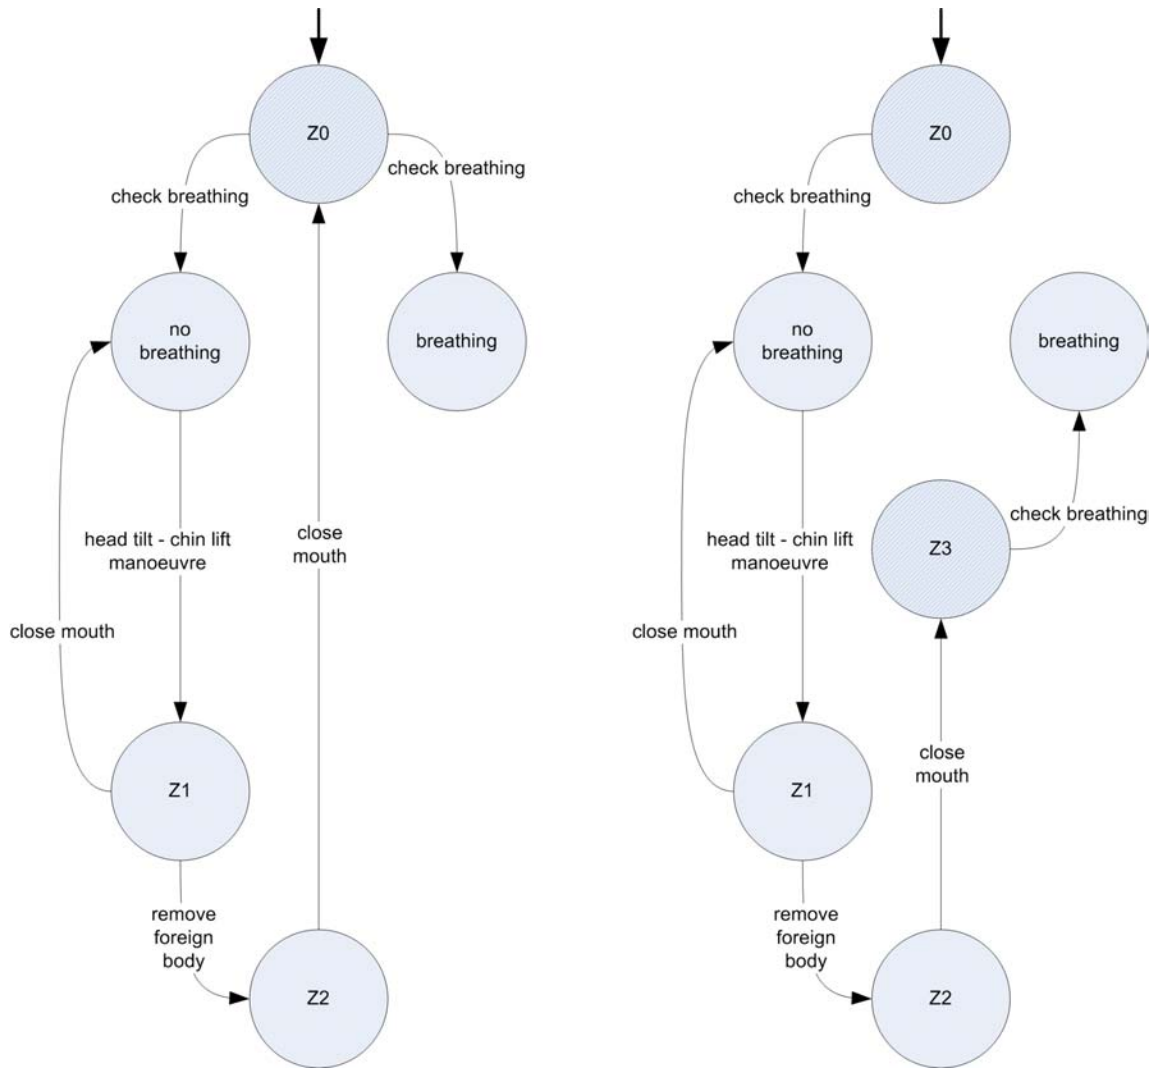 Z0
check breathing
check breathing
no
breathing
breathing
head tilt - chin lift
manoeuvre
close
mouth
close mouth
Z1
remove
foreign
body
Z2
Z0
check breathing
no
breathing
breathing
check breathing
head tilt - chin lift
manoeuvre
Z3
close mouth
close
mouth
Z1
remove
foreign
body
Z2